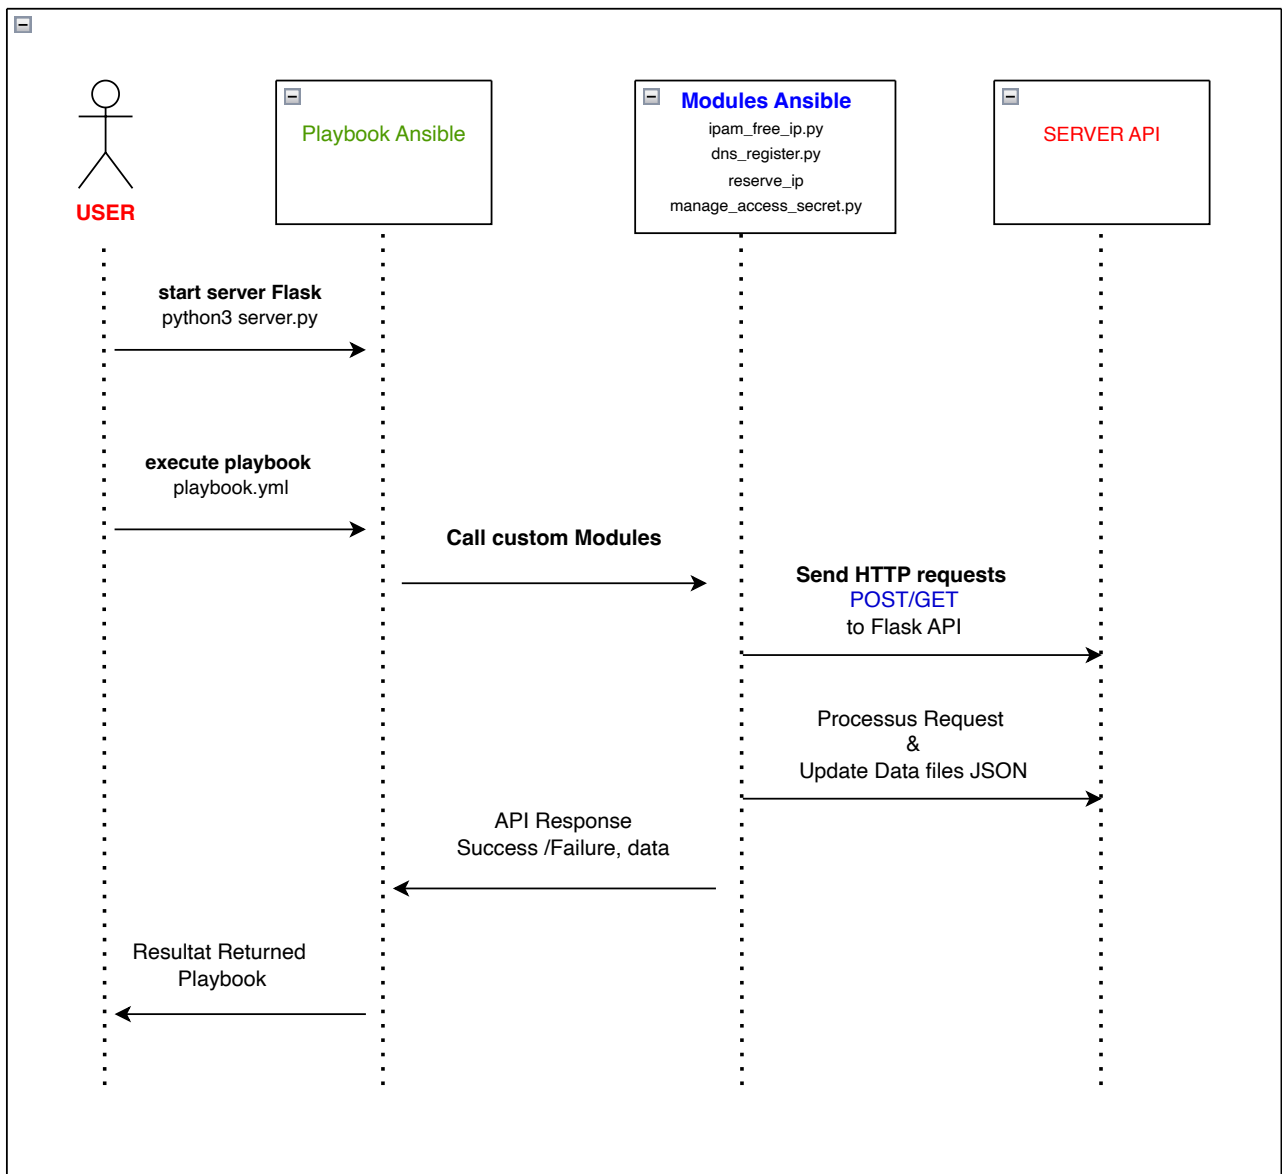 USER
Playbook Ansible
Modules Ansible
ipam_free_ip.py
dns_register.py
reserve_ip
manage_access_secret.py
SERVER API
start server Flask
python3 server.py
execute playbook
playbook.yml
Call custom Modules
Send HTTP requests
POST/GET
to Flask API
Processus Request
&
Update Data files JSON
API Response
Success /Failure, data
Resultat Returned
Playbook